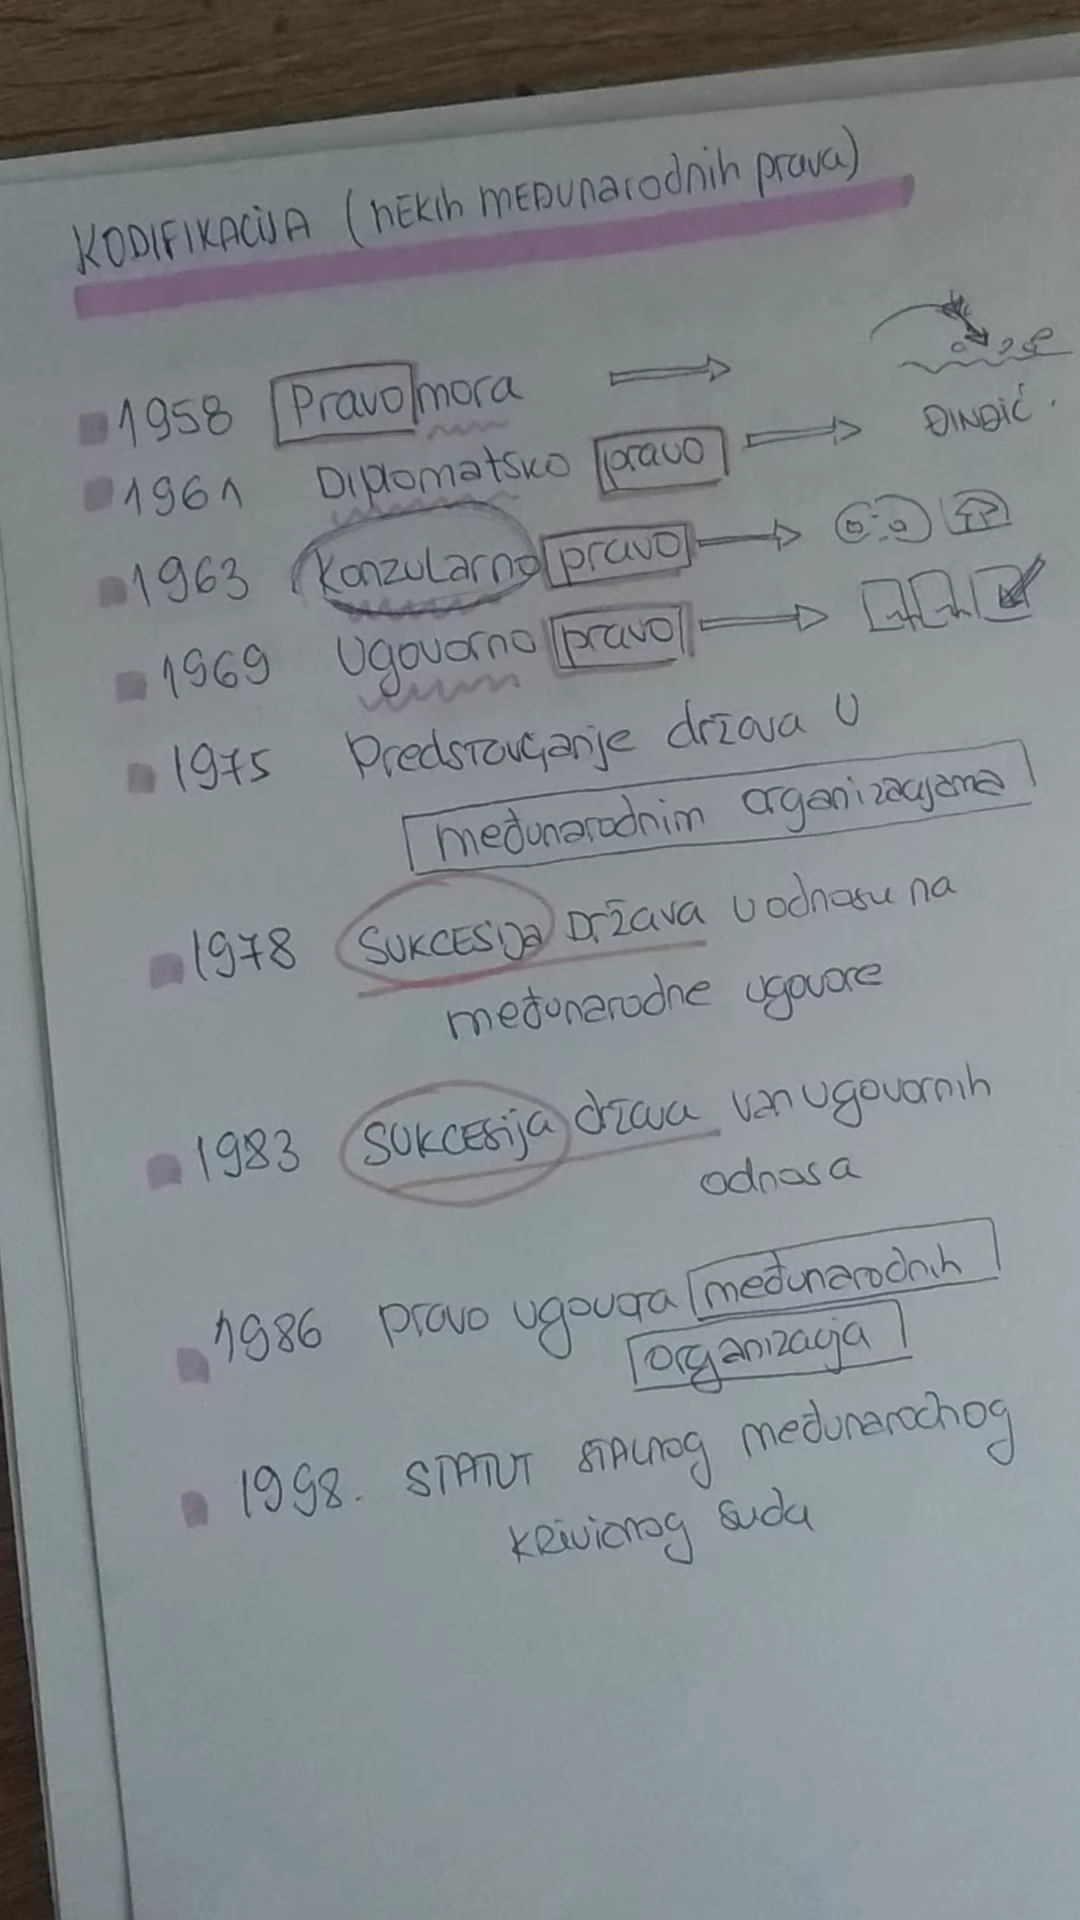 KODIFIKACIJA (NEKIh MEĐUNArodnih prava)
1958 Pravo mora
1961 Diplomatsko pravo
ĐINĐIĆ.
1963 Konzularno pravo
1969 Ugovorno pravo
1975 Predstavljanje država U
međunarodnim organizacijama
1978 SUKCESIJa Država u odnosu na
međunarodne ugovore
1983 SUKCEsija država van ugovornih
odnosa
1986 pravo ugovora međunarodnih
organizacija
1998. STATUT STALNOg međunarodnog
KRivičnog suda